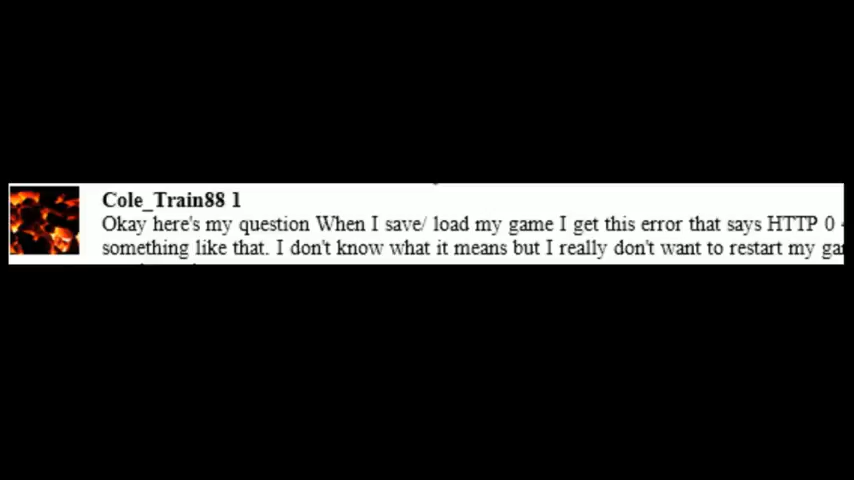 Cole_Train88 1
Okay here's my question When I save/ load my game I get this error that says HTTP 0
something like that. I don't know what it means but I really don't want to restart my